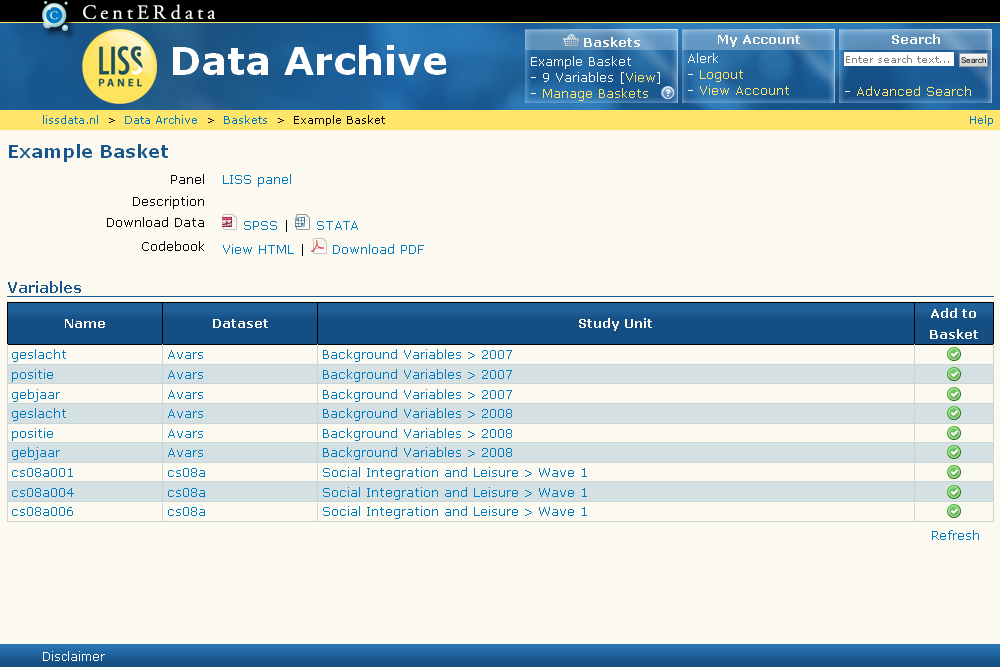 CentERdata
LISS
PANEL
Data Archive
Baskets
Example Basket
- 9 Variables [View]
- Manage Baskets ?
My Account
Alerk
- Logout
- View Account
Search
Enter search text... Search
- Advanced Search
lissdata.nl > Data Archive > Baskets > Example Basket Help
Example Basket
Panel LISS panel
Description
Download Data SPSS | STATA
Codebook View HTML | Download PDF
Variables
Name Dataset Study Unit Add to Basket
geslacht Avars Background Variables > 2007
positie Avars Background Variables > 2007
gebjaar Avars Background Variables > 2007
geslacht Avars Background Variables > 2008
positie Avars Background Variables > 2008
gebjaar Avars Background Variables > 2008
cs08a001 cs08a Social Integration and Leisure > Wave 1
cs08a004 cs08a Social Integration and Leisure > Wave 1
cs08a006 cs08a Social Integration and Leisure > Wave 1
Refresh
Disclaimer